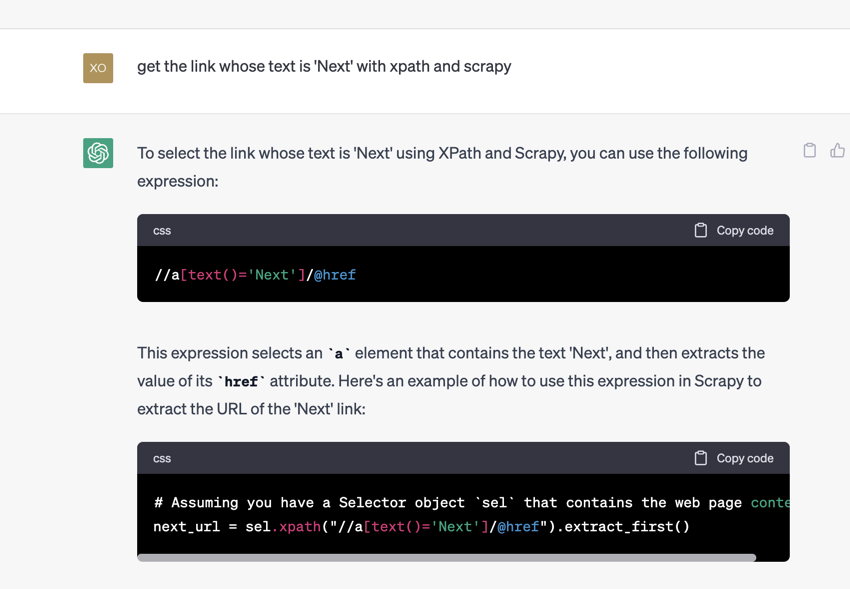 XO
get the link whose text is 'Next' with xpath and scrapy
To select the link whose text is 'Next' using XPath and Scrapy, you can use the following
expression:
css
Copy code
//a[text()='Next']/@href
This expression selects an `a` element that contains the text 'Next', and then extracts the
value of its `href` attribute. Here's an example of how to use this expression in Scrapy to
extract the URL of the 'Next' link:
css
Copy code
# Assuming you have a Selector object `sel` that contains the web page conte
next_url = sel.xpath("//a[text()='Next']/@href").extract_first()